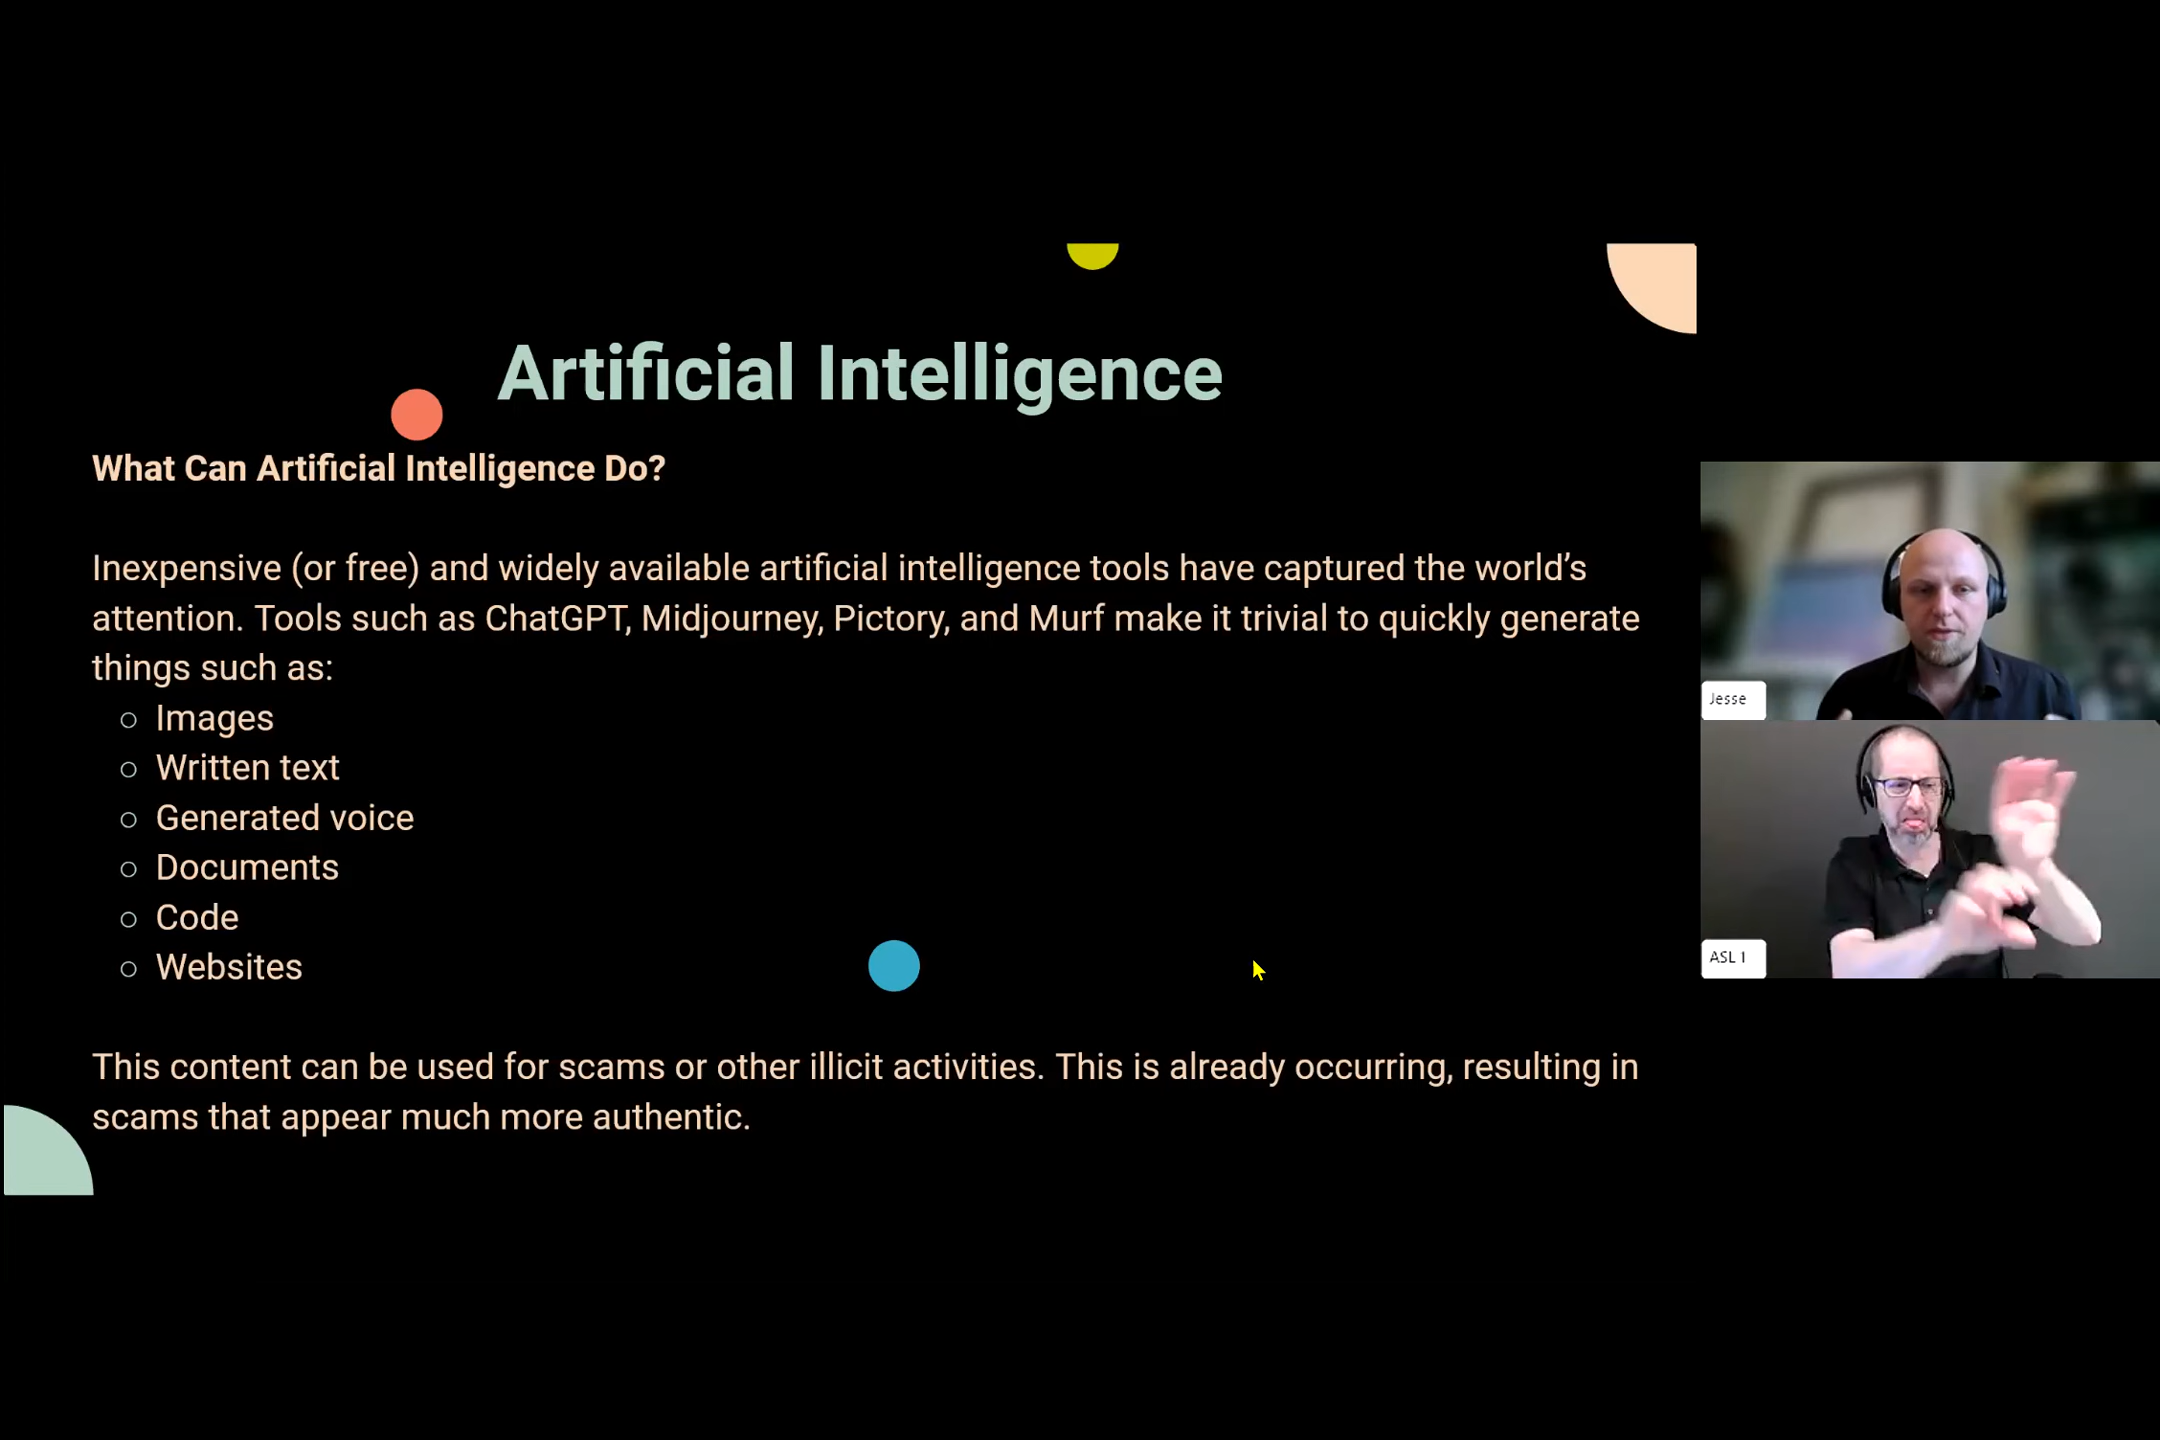 Artificial Intelligence
What Can Artificial Intelligence Do?
Inexpensive (or free) and widely available artificial intelligence tools have captured the world’s
attention. Tools such as ChatGPT, Midjourney, Pictory, and Murf make it trivial to quickly generate
things such as:
○ Images
○ Written text
○ Generated voice
○ Documents
○ Code
○ Websites
This content can be used for scams or other illicit activities. This is already occurring, resulting in
scams that appear much more authentic.
Jesse
ASL 1